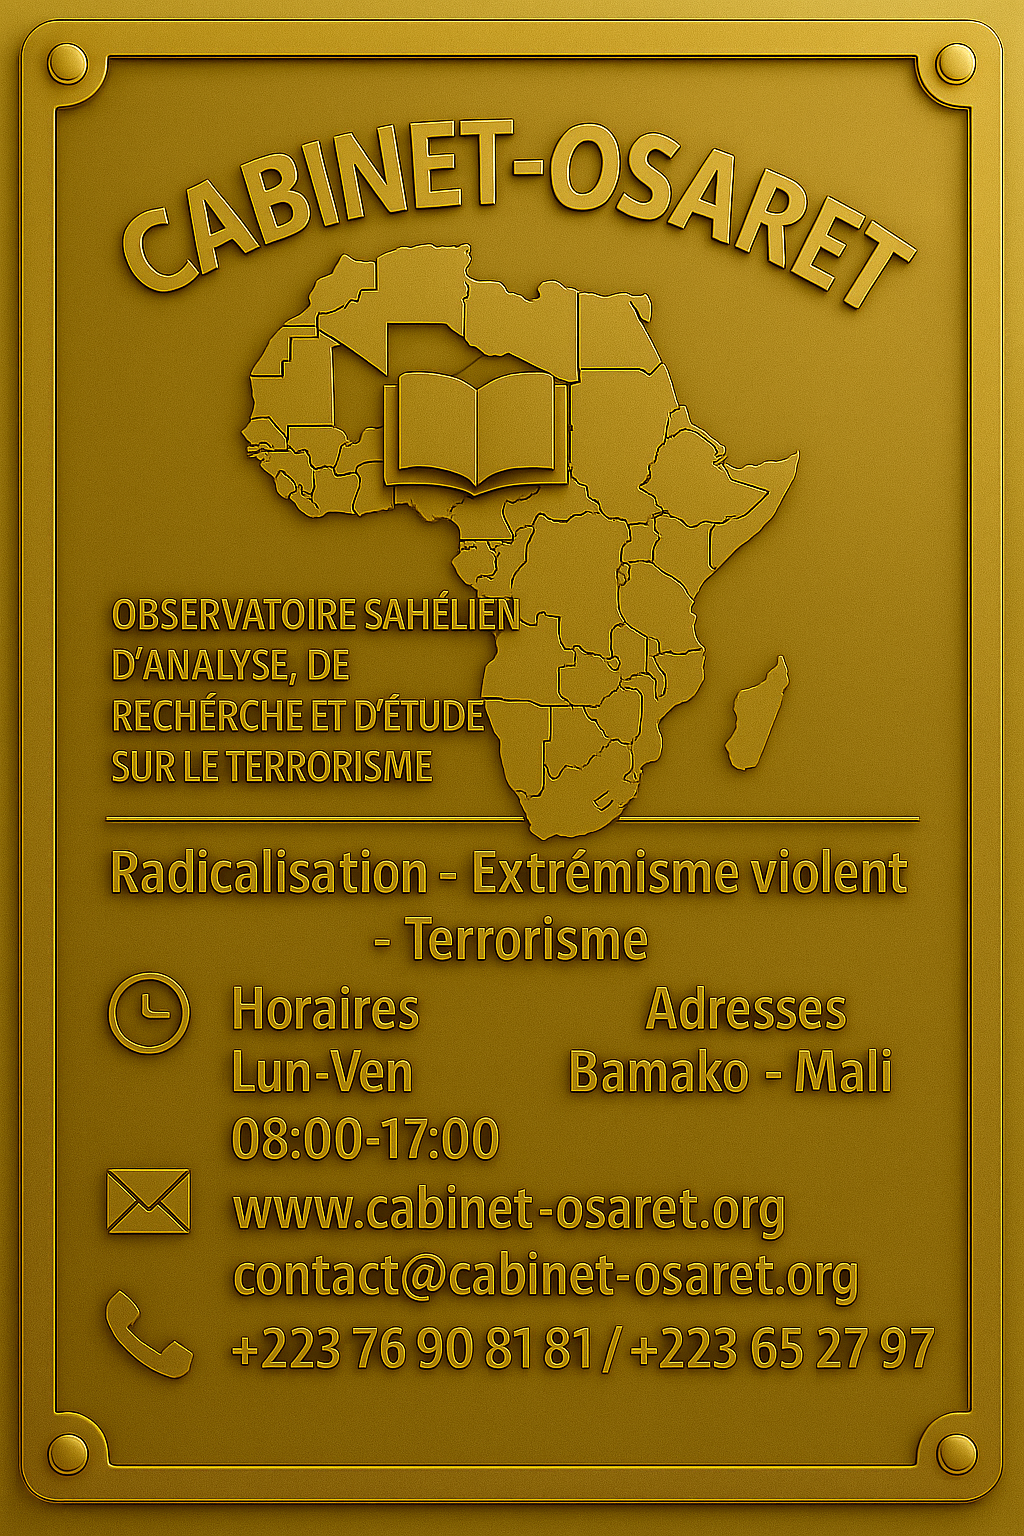 CABINET-OSARET
OBSERVATOIRE SAHÉLIEN
D'ANALYSE, DE
RECHÉRCHE ET D'ÉTUDE
SUR LE TERRORISME
Radicalisation - Extrémisme violent
- Terrorisme
Horaires
Lun-Ven
08:00-17:00
Adresses
Bamako - Mali
www.cabinet-osaret.org
contact@cabinet-osaret.org
+223 76 90 81 81 / +223 65 27 97